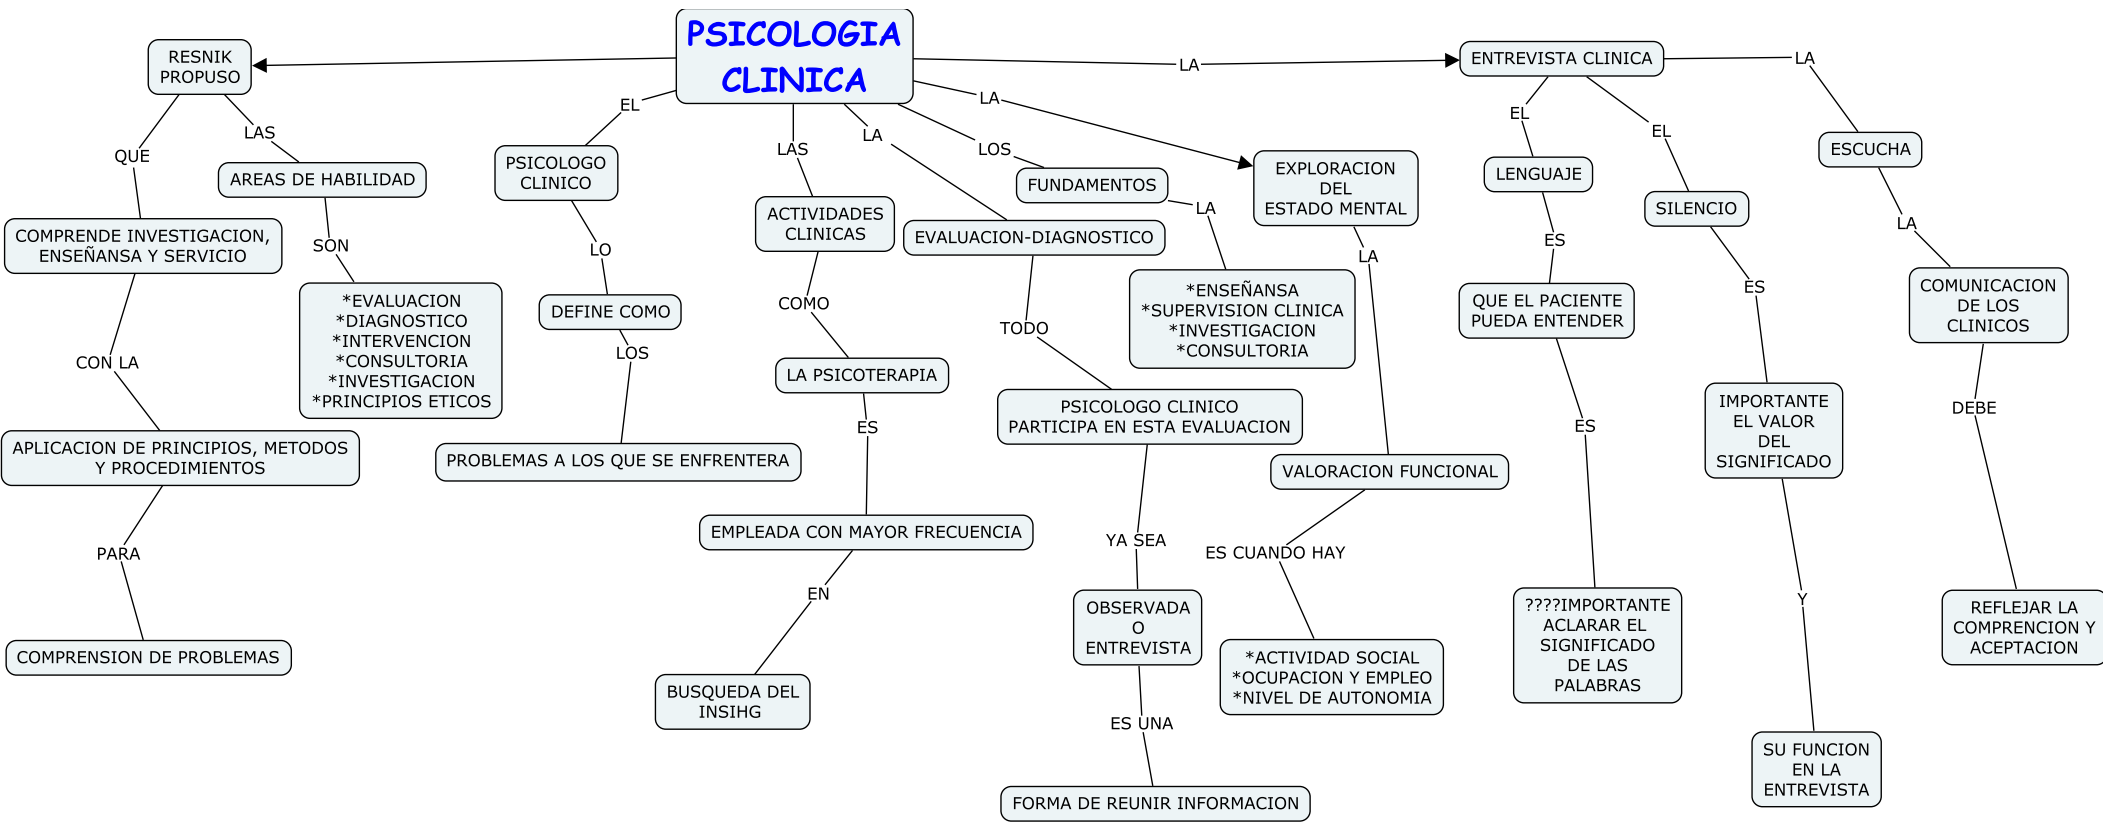 PSICOLOGIA
CLINICA
RESNIK
PROPUSO
QUE
COMPRENDE INVESTIGACION,
ENSEÑANSA Y SERVICIO
CON LA
APLICACION DE PRINCIPIOS, METODOS
Y PROCEDIMIENTOS
PARA
COMPRENSION DE PROBLEMAS
LAS
AREAS DE HABILIDAD
SON
*EVALUACION
*DIAGNOSTICO
*INTERVENCION
*CONSULTORIA
*INVESTIGACION
*PRINCIPIOS ETICOS
EL
PSICOLOGO
CLINICO
LO
DEFINE COMO
LOS
PROBLEMAS A LOS QUE SE ENFRENTERA
LAS
ACTIVIDADES
CLINICAS
COMO
LA PSICOTERAPIA
ES
EMPLEADA CON MAYOR FRECUENCIA
EN
BUSQUEDA DEL
INSIHG
LA
EVALUACION-DIAGNOSTICO
TODO
PSICOLOGO CLINICO
PARTICIPA EN ESTA EVALUACION
YA SEA
OBSERVADA
O
ENTREVISTA
ES UNA
FORMA DE REUNIR INFORMACION
LOS
FUNDAMENTOS
LA
*ENSEÑANSA
*SUPERVISION CLINICA
*INVESTIGACION
*CONSULTORIA
LA
EXPLORACION
DEL
ESTADO MENTAL
LA
VALORACION FUNCIONAL
ES CUANDO HAY
*ACTIVIDAD SOCIAL
*OCUPACION Y EMPLEO
*NIVEL DE AUTONOMIA
LA
ENTREVISTA CLINICA
EL
LENGUAJE
ES
QUE EL PACIENTE
PUEDA ENTENDER
ES
????IMPORTANTE
ACLARAR EL
SIGNIFICADO
DE LAS
PALABRAS
EL
SILENCIO
ES
IMPORTANTE
EL VALOR
DEL
SIGNIFICADO
Y
SU FUNCION
EN LA
ENTREVISTA
LA
ESCUCHA
LA
COMUNICACION
DE LOS
CLINICOS
DEBE
REFLEJAR LA
COMPRENCION Y
ACEPTACION